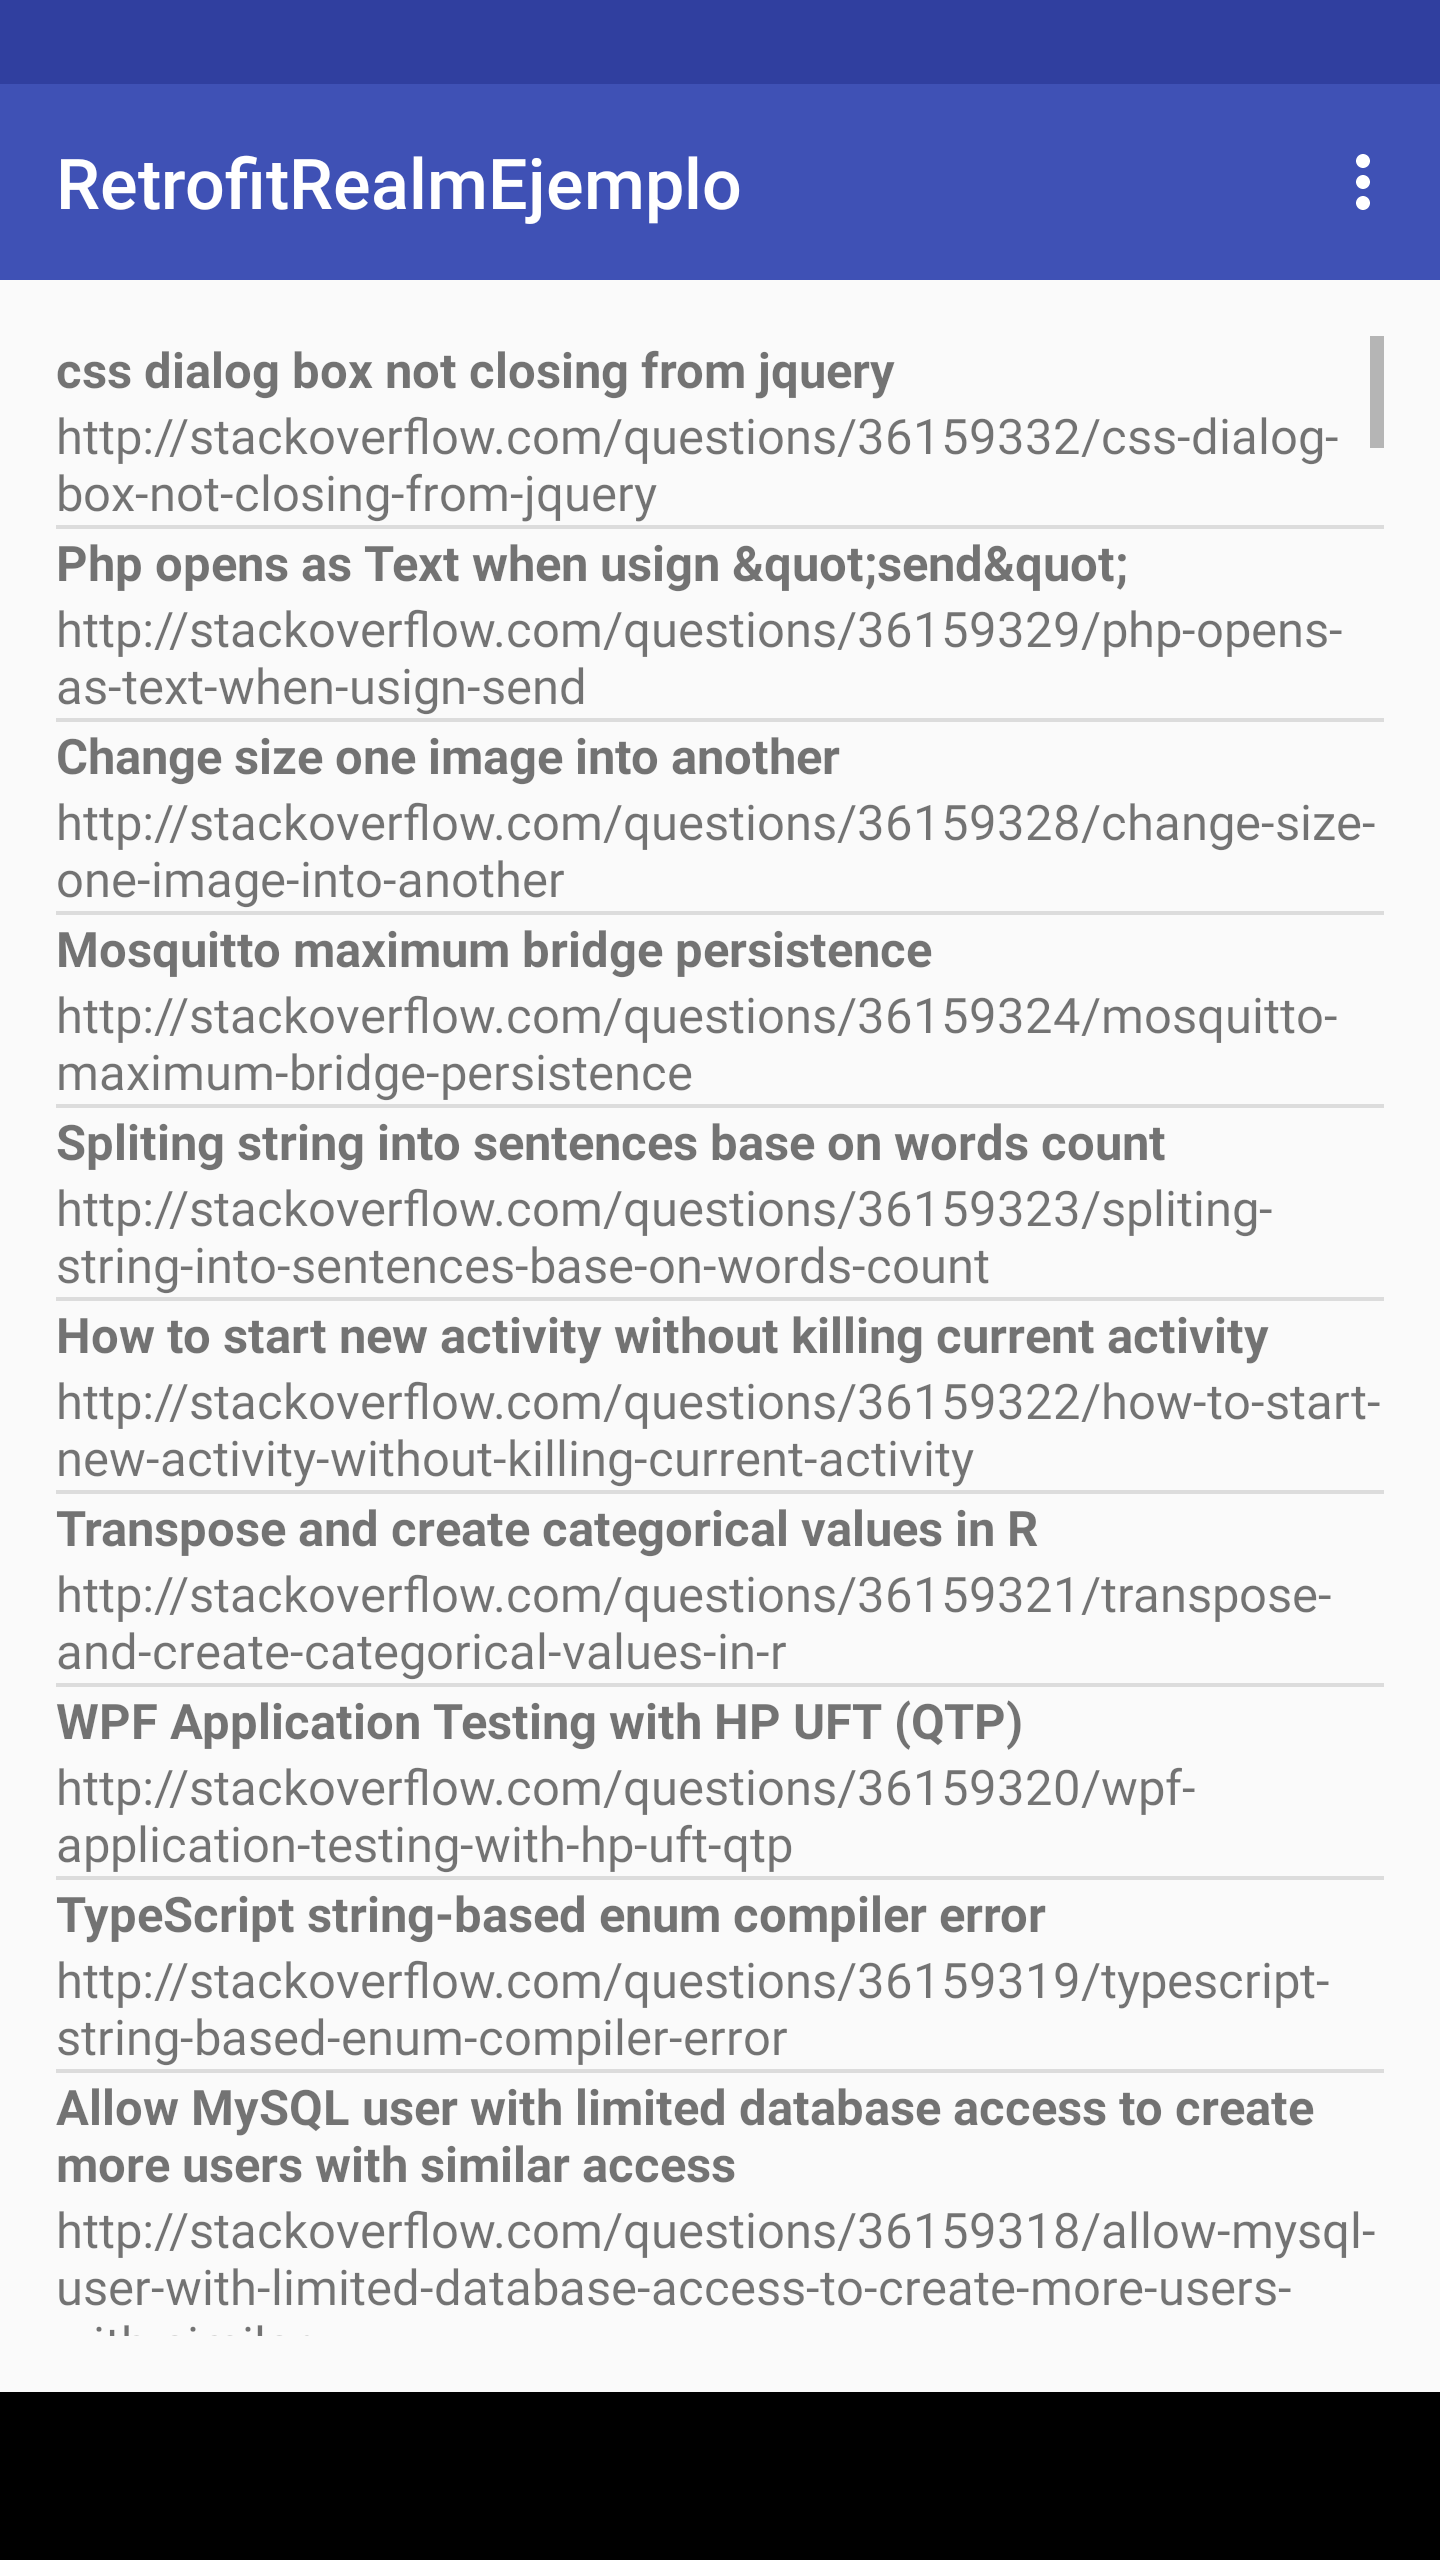 RetrofitRealmEjemplo
css dialog box not closing from jquery
http://stackoverflow.com/questions/36159332/css-dialog-
box-not-closing-from-jquery
Php opens as Text when usign &quot;send&quot;
http://stackoverflow.com/questions/36159329/php-opens-
as-text-when-usign-send
Change size one image into another
http://stackoverflow.com/questions/36159328/change-size-
one-image-into-another
Mosquitto maximum bridge persistence
http://stackoverflow.com/questions/36159324/mosquitto-
maximum-bridge-persistence
Spliting string into sentences base on words count
http://stackoverflow.com/questions/36159323/spliting-
string-into-sentences-base-on-words-count
How to start new activity without killing current activity
http://stackoverflow.com/questions/36159322/how-to-start-
new-activity-without-killing-current-activity
Transpose and create categorical values in R
http://stackoverflow.com/questions/36159321/transpose-
and-create-categorical-values-in-r
WPF Application Testing with HP UFT (QTP)
http://stackoverflow.com/questions/36159320/wpf-
application-testing-with-hp-uft-qtp
TypeScript string-based enum compiler error
http://stackoverflow.com/questions/36159319/typescript-
string-based-enum-compiler-error
Allow MySQL user with limited database access to create
more users with similar access
http://stackoverflow.com/questions/36159318/allow-mysql-
user-with-limited-database-access-to-create-more-users-